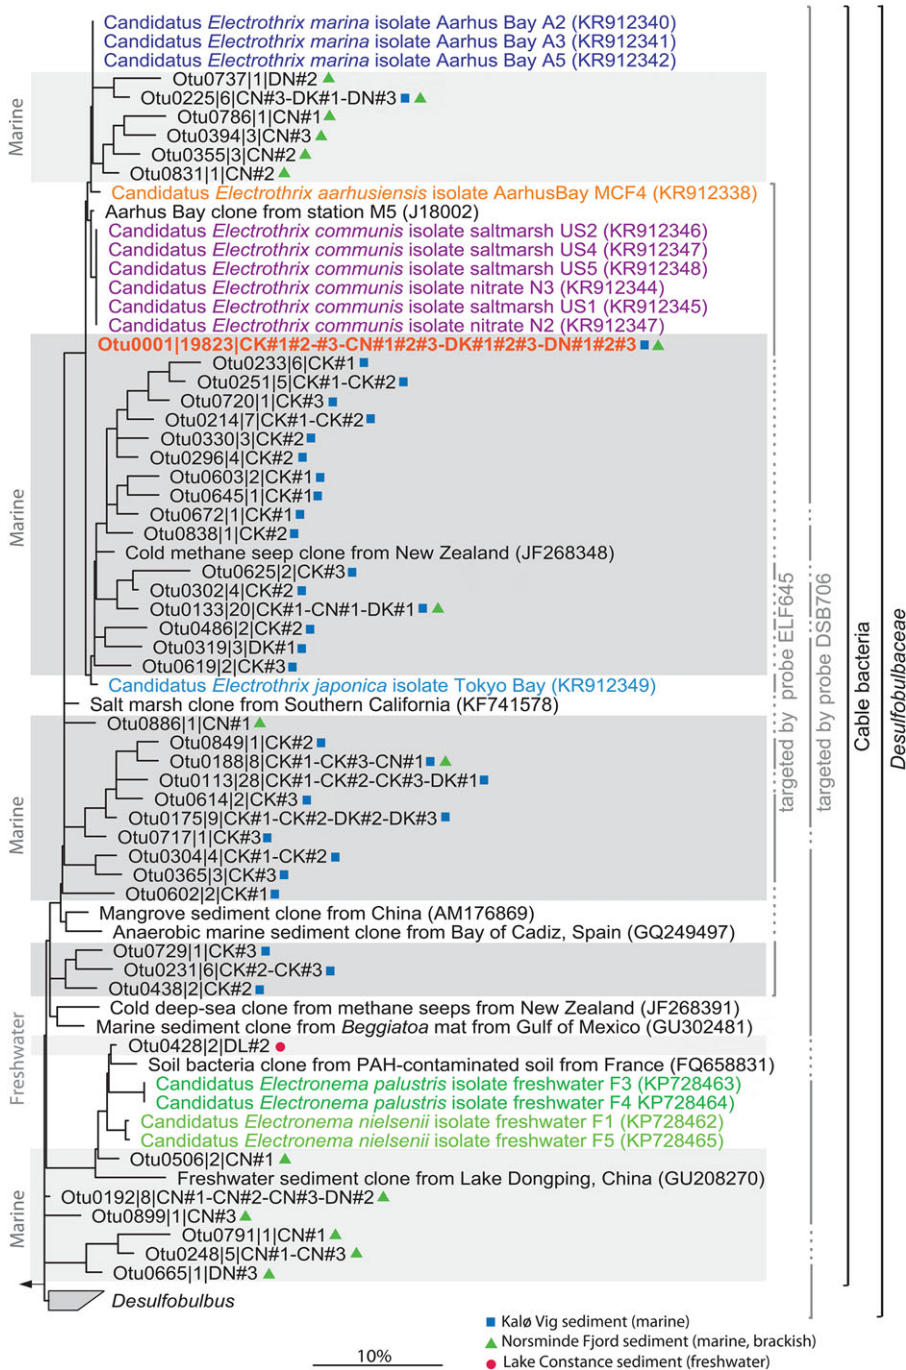 Candidatus Electrothrix marina isolate Aarhus Bay A2 (KR912340)
Candidatus Electrothrix marina isolate Aarhus Bay A3 (KR912341)
Candidatus Electrothrix marina isolate Aarhus Bay A5 (KR912342)
Otu0737|1|DN#2
Otu0225|6|CN#3-DK#1-DN#3
Otu0786|1|CN#1
Otu0394|3|CN#3
Otu0355|3|CN#2
Otu0831|1|CN#2
Marine
Candidatus Electrothrix aarhusiensis isolate AarhusBay MCF4 (KR912338)
Aarhus Bay clone from station M5 (J18002)
Candidatus Electrothrix communis isolate saltmarsh US2 (KR912346)
Candidatus Electrothrix communis isolate saltmarsh US4 (KR912347)
Candidatus Electrothrix communis isolate saltmarsh US5 (KR912348)
Candidatus Electrothrix communis isolate nitrate N3 (KR912344)
Candidatus Electrothrix communis isolate saltmarsh US1 (KR912345)
Candidatus Electrothrix communis isolate nitrate N2 (KR912347)
Otu0001|19823|CK#1#2-#3-CN#1#2#3-DK#1#2#3-DN#1#2#3
Otu0233|6|CK#1
Otu0251|5|CK#1-CK#2
Otu0720|1|CK#3
Otu0214|7|CK#1-CK#2
Otu0330|3|CK#2
Otu0296|4|CK#2
Otu0603|2|CK#1
Otu0645|1|CK#1
Otu0672|1|CK#1
Otu0838|1|CK#2
Cold methane seep clone from New Zealand (JF268348)
Otu0625|2|CK#3
Otu0302|4|CK#2
Otu0133|20|CK#1-CN#1-DK#1
Otu0486|2|CK#2
Otu0319|3|DK#1
Otu0619|2|CK#3
Marine
Candidatus Electrothrix japonica isolate Tokyo Bay (KR912349)
Salt marsh clone from Southern California (KF741578)
Otu0886|1|CN#1
Otu0849|1|CK#2
Otu0188|8|CK#1-CK#3-CN#1
Otu0113|28|CK#1-CK#2-CK#3-DK#1
Otu0614|2|CK#3
Otu0175|9|CK#1-CK#2-DK#2-DK#3
Otu0717|1|CK#3
Otu0304|4|CK#1-CK#2
Otu0365|3|CK#3
Otu0602|2|CK#1
Marine
Mangrove sediment clone from China (AM176869)
Anaerobic marine sediment clone from Bay of Cadiz, Spain (GQ249497)
Otu0729|1|CK#3
Otu0231|6|CK#2-CK#3
Otu0438|2|CK#2
Cold deep-sea clone from methane seeps from New Zealand (JF268391)
Marine sediment clone from Beggiatoa mat from Gulf of Mexico (GU302481)
Otu0428|2|DL#2
Soil bacteria clone from PAH-contaminated soil from France (FQ658831)
Candidatus Electronema palustris isolate freshwater F3 (KP728463)
Candidatus Electronema palustris isolate freshwater F4 KP728464)
Candidatus Electronema nielsenii isolate freshwater F1 (KP728462)
Candidatus Electronema nielsenii isolate freshwater F5 (KP728465)
Freshwater
Otu0506|2|CN#1
Freshwater sediment clone from Lake Dongping, China (GU208270)
Otu0192|8|CN#1-CN#2-CN#3-DN#2
Otu0899|1|CN#3
Otu0791|1|CN#1
Otu0248|5|CN#1-CN#3
Otu0665|1|DN#3
Marine
Desulfobulbus
targeted by probe ELF645
targeted by probe DSB706
Cable bacteria
Desulfobulbaceae
10%
Kalø Vig sediment (marine)
Norsminde Fjord sediment (marine, brackish)
Lake Constance sediment (freshwater)